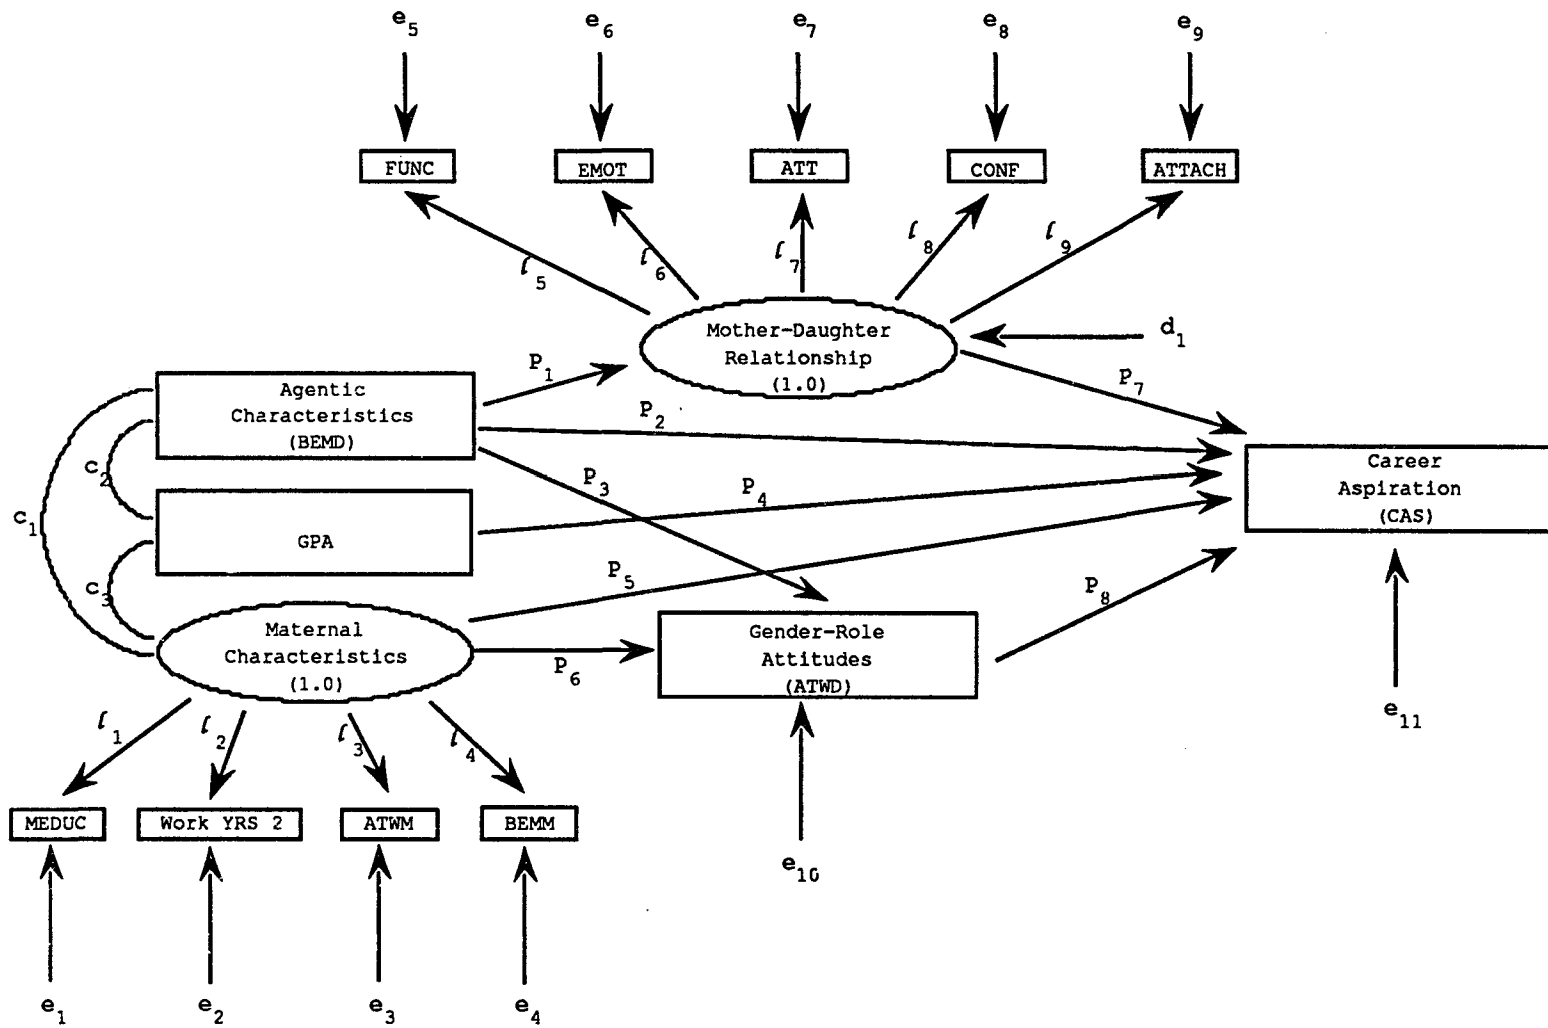 e5 e6 e7 e8 e9
FUNC EMOT ATT CONF ATTACH
l5 l6 l7 l8 l9
Mother-Daughter
Relationship
(1.0)
d1
P1
P7
Agentic
Characteristics
(BEMD)
P2
c2
P3
P4
Career
Aspiration
(CAS)
c1
GPA
c3
P5
P8
Maternal
Characteristics
(1.0)
P6
Gender-Role
Attitudes
(ATWD)
e11
l1 l2 l3 l4
MEDUC Work YRS 2 ATWM BEMM
e10
e1 e2 e3 e4